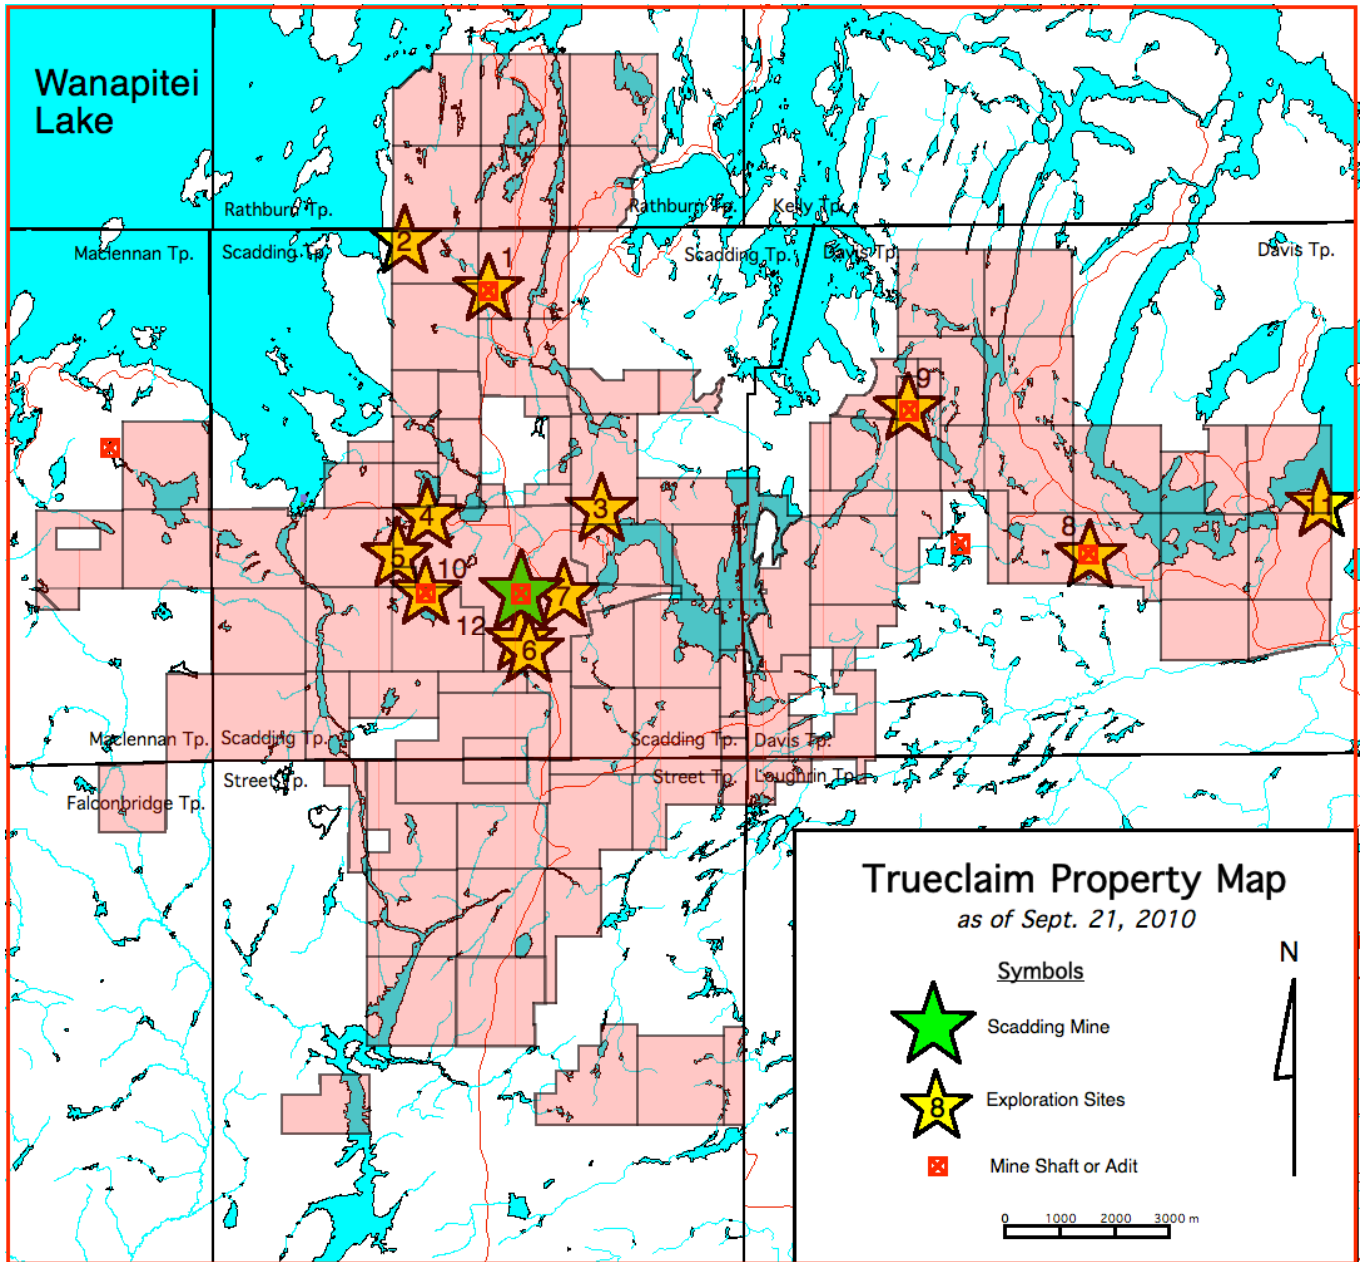 Wanapitei
Lake
Rathburn Tp.
Rathburn Tp.
Kelly Tp.
Maclennan Tp.
Scadding Tp.
Scadding Tp.
Davis Tp.
Davis Tp.
2
1
9
3
4
11
8
5
10
7
12
6
Maclennan Tp.
Scadding Tp.
Scadding Tp.
Davis Tp.
Falconbridge Tp.
Street Tp.
Street Tp.
Loughrin Tp.
Trueclaim Property Map
as of Sept. 21, 2010
N
Symbols
Scadding Mine
8
Exploration Sites
Mine Shaft or Adit
0 1000 2000 3000 m